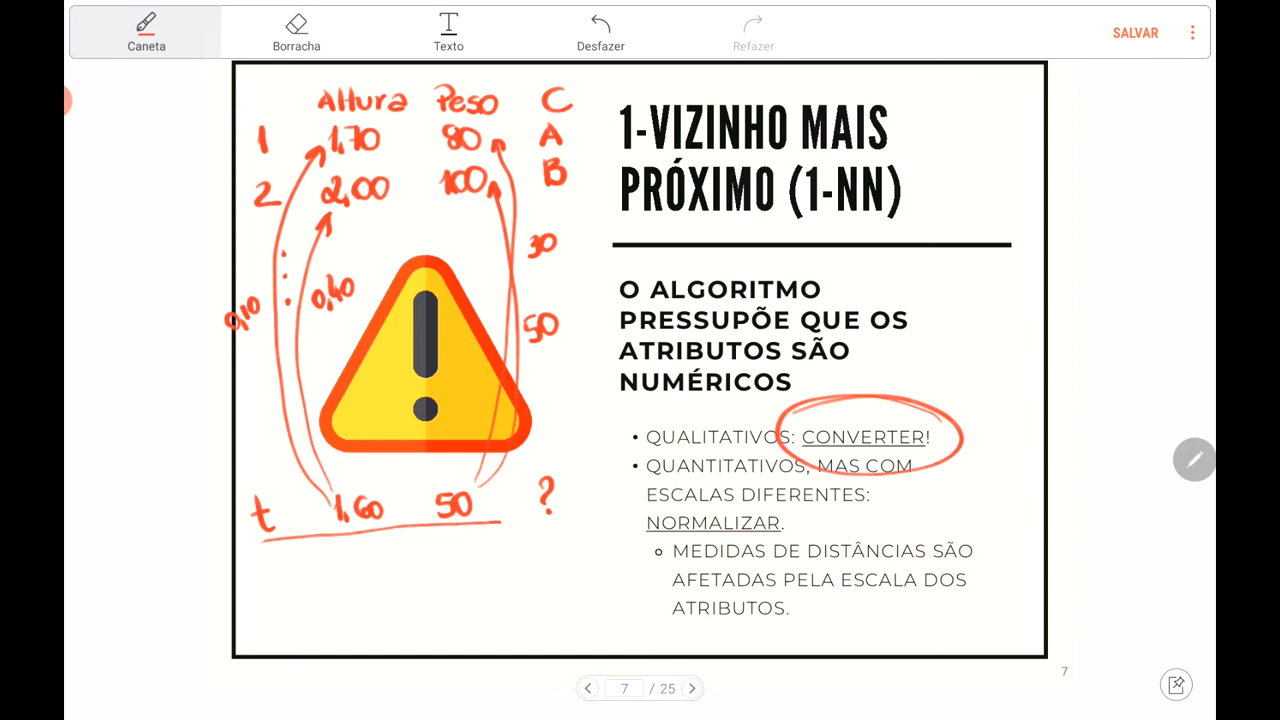 Caneta
Borracha
Texto
Desfazer
Refazer
SALVAR
Altura Peso C
1 1,70 80 A
2 2,00 100 B
30
0,10 0,40
50
t 1,60 50 ?
1-VIZINHO MAIS
PRÓXIMO (1-NN)
O ALGORITMO
PRESSUPÕE QUE OS
ATRIBUTOS SÃO
NUMÉRICOS
• QUALITATIVOS: CONVERTER!
• QUANTITATIVOS, MAS COM
ESCALAS DIFERENTES:
NORMALIZAR.
MEDIDAS DE DISTÂNCIAS SÃO
AFETADAS PELA ESCALA DOS
ATRIBUTOS.
7
7 / 25